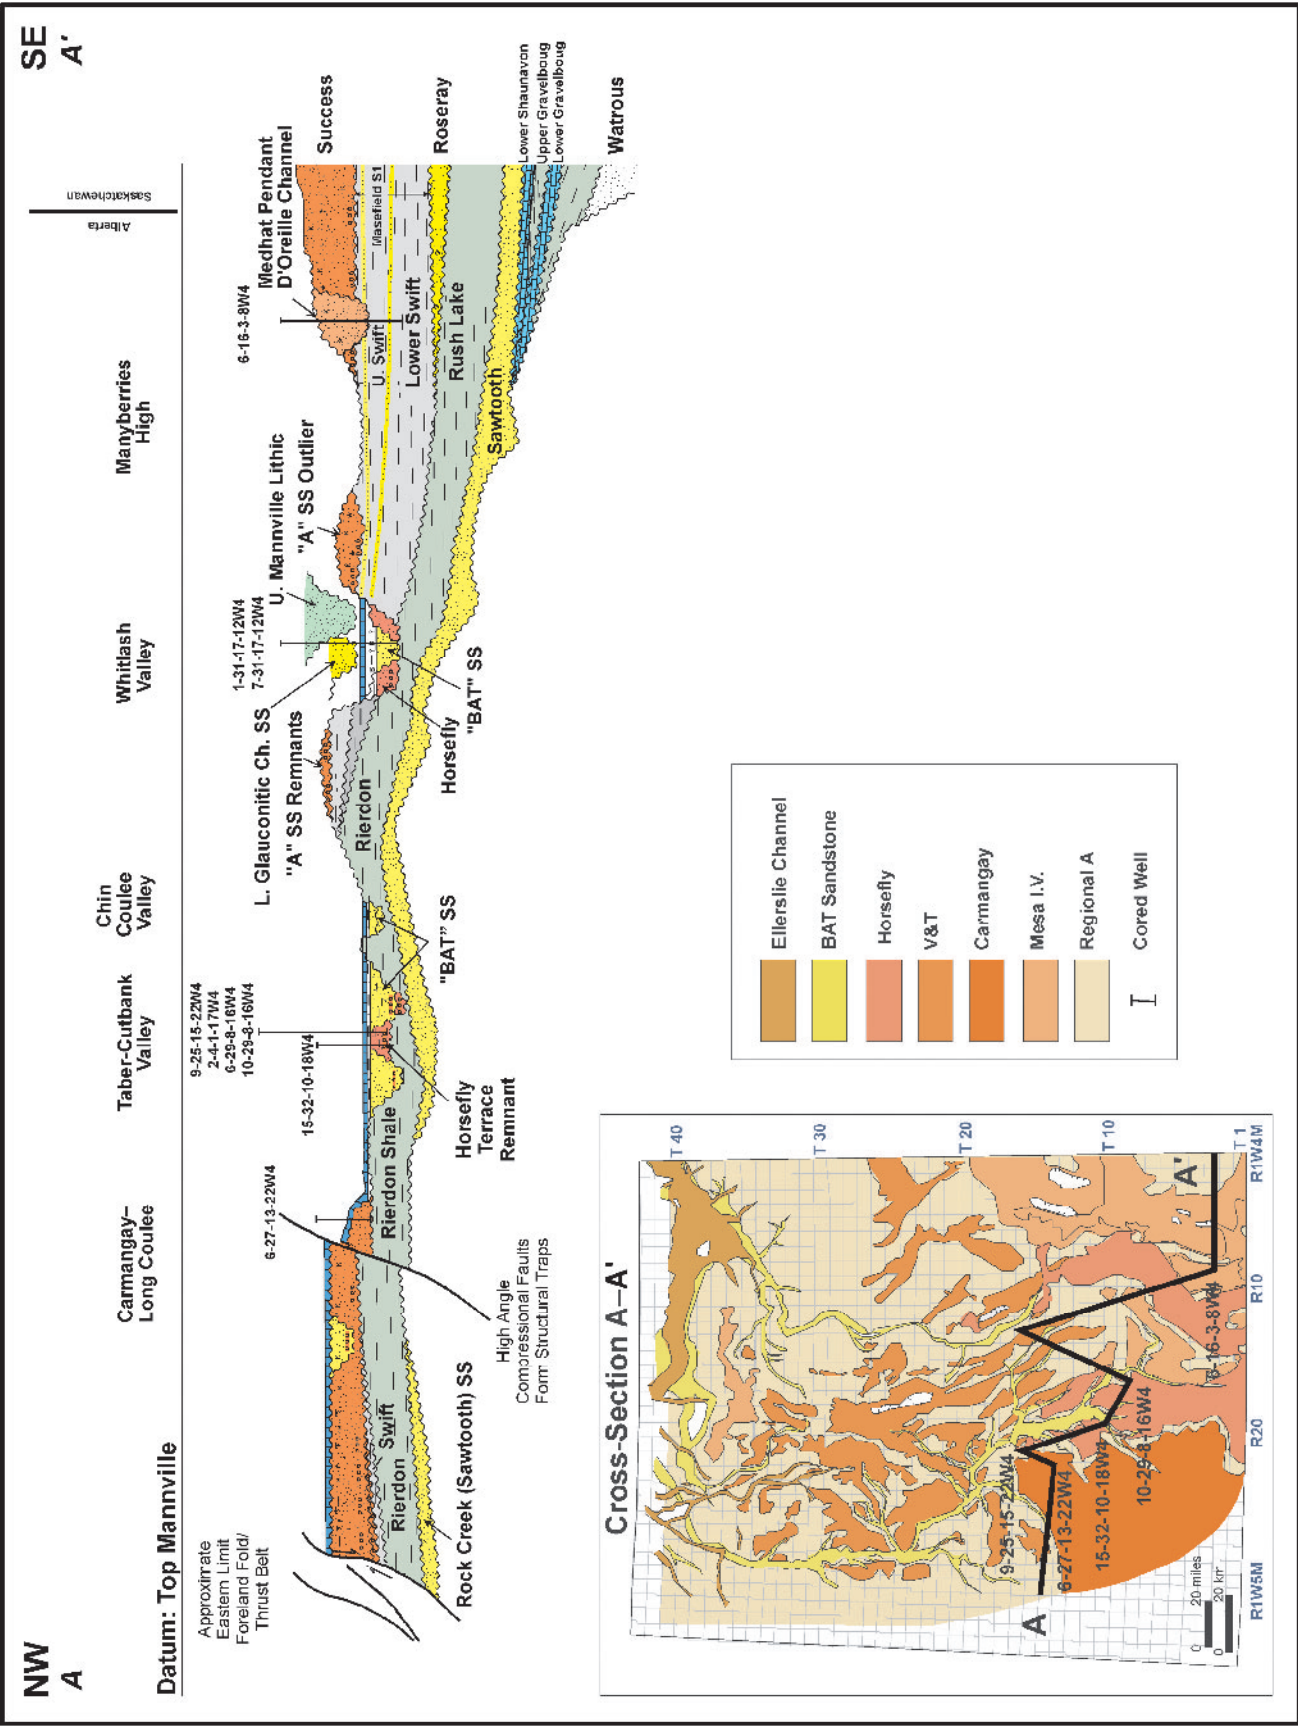 NW
A
SE
A'
Datum: Top Mannville
Carmangay–
Long Coulee
Taber-Cutbank
Valley
Chin
Coulee
Valley
Whitlash
Valley
Manyberries
High
Alberta
Saskatchewan
Approximate
Eastern Limit
Foreland Fold/
Thrust Belt
6-27-13-22W4
15-32-10-18W4
9-25-15-22W4
2-4-1-17W4
6-29-8-16W4
10-29-8-16W4
L. Glauconitic Ch. SS
"A" SS Remnants
1-31-17-12W4
7-31-17-12W4
U. Mannville Lithic
"A" SS Outlier
6-16-3-8W4
Medhat Pendant
D'Oreille Channel
Success
Masefield S1
U. Swift
Lower Swift
Roseray
Rush Lake
Sawtooth
Lower Shaunavon
Upper Gravelboug
Lower Gravelboug
Watrous
Swift
Rierdon
Rierdon Shale
Rierdon
Rock Creek (Sawtooth) SS
High Angle
Compressional Faults
Form Structural Traps
Horsefly
Terrace
Remnant
"BAT" SS
Horsefly
"BAT" SS
Cross-Section A–A'
T 40
T 30
T 20
T 10
T 1
R1W5M
R20
R10
R1W4M
A
A'
9-25-15-22W4
6-27-13-22W4
15-32-10-18W4
10-29-8-16W4
6-16-3-8W4
0 20 miles
0 20 km
Ellerslie Channel
BAT Sandstone
Horsefly
V&T
Carmangay
Mesa I.V.
Regional A
Cored Well